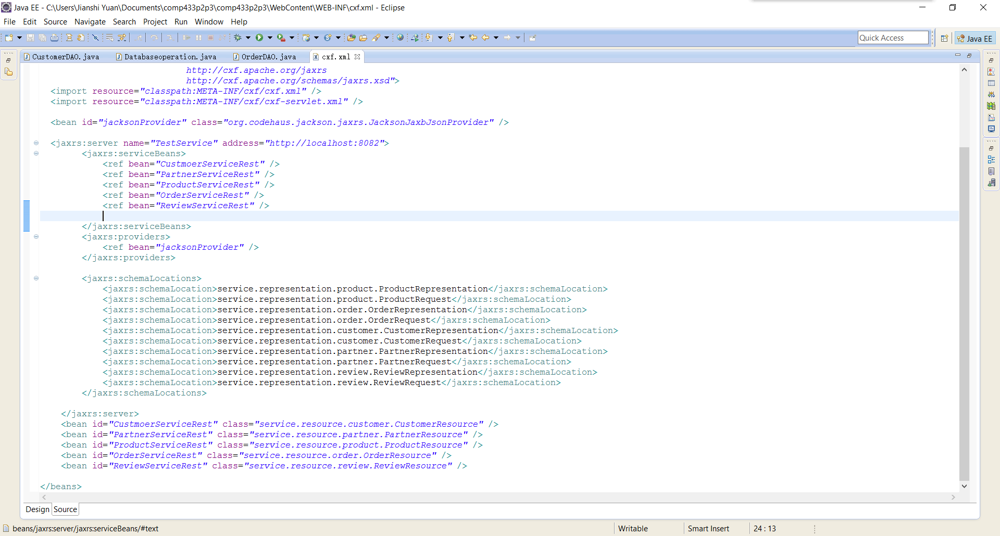 Java EE - C:\Users\Jianshi Yuan\Documents\comp433p2p3\comp433p2p3\WebContent\WEB-INF\cxf.xml - Eclipse
File Edit Source Navigate Search Project Run Window Help
Quick Access
Java EE
CustomerDAO.java Databaseoperation.java OrderDAO.java cxf.xml
http://cxf.apache.org/jaxrs
http://cxf.apache.org/schemas/jaxrs.xsd">
<import resource="classpath:META-INF/cxf/cxf.xml" />
<import resource="classpath:META-INF/cxf/cxf-servlet.xml" />
<bean id="jacksonProvider" class="org.codehaus.jackson.jaxrs.JacksonJaxbJsonProvider" />
<jaxrs:server name="TestService" address="http://localhost:8082">
<jaxrs:serviceBeans>
<ref bean="CustmoerServiceRest" />
<ref bean="PartnerServiceRest" />
<ref bean="ProductServiceRest" />
<ref bean="OrderServiceRest" />
<ref bean="ReviewServiceRest" />
</jaxrs:serviceBeans>
<jaxrs:providers>
<ref bean="jacksonProvider" />
</jaxrs:providers>
<jaxrs:schemaLocations>
<jaxrs:schemaLocation>service.representation.product.ProductRepresentation</jaxrs:schemaLocation>
<jaxrs:schemaLocation>service.representation.product.ProductRequest</jaxrs:schemaLocation>
<jaxrs:schemaLocation>service.representation.order.OrderRepresentation</jaxrs:schemaLocation>
<jaxrs:schemaLocation>service.representation.order.OrderRequest</jaxrs:schemaLocation>
<jaxrs:schemaLocation>service.representation.customer.CustomerRepresentation</jaxrs:schemaLocation>
<jaxrs:schemaLocation>service.representation.customer.CustomerRequest</jaxrs:schemaLocation>
<jaxrs:schemaLocation>service.representation.partner.PartnerRepresentation</jaxrs:schemaLocation>
<jaxrs:schemaLocation>service.representation.partner.PartnerRequest</jaxrs:schemaLocation>
<jaxrs:schemaLocation>service.representation.review.ReviewRepresentation</jaxrs:schemaLocation>
<jaxrs:schemaLocation>service.representation.review.ReviewRequest</jaxrs:schemaLocation>
</jaxrs:schemaLocations>
</jaxrs:server>
<bean id="CustmoerServiceRest" class="service.resource.customer.CustomerResource" />
<bean id="PartnerServiceRest" class="service.resource.partner.PartnerResource" />
<bean id="ProductServiceRest" class="service.resource.product.ProductResource" />
<bean id="OrderServiceRest" class="service.resource.order.OrderResource" />
<bean id="ReviewServiceRest" class="service.resource.review.ReviewResource" />
</beans>
Design Source
beans/jaxrs:server/jaxrs:serviceBeans/#text
Writable
Smart Insert
24 : 13